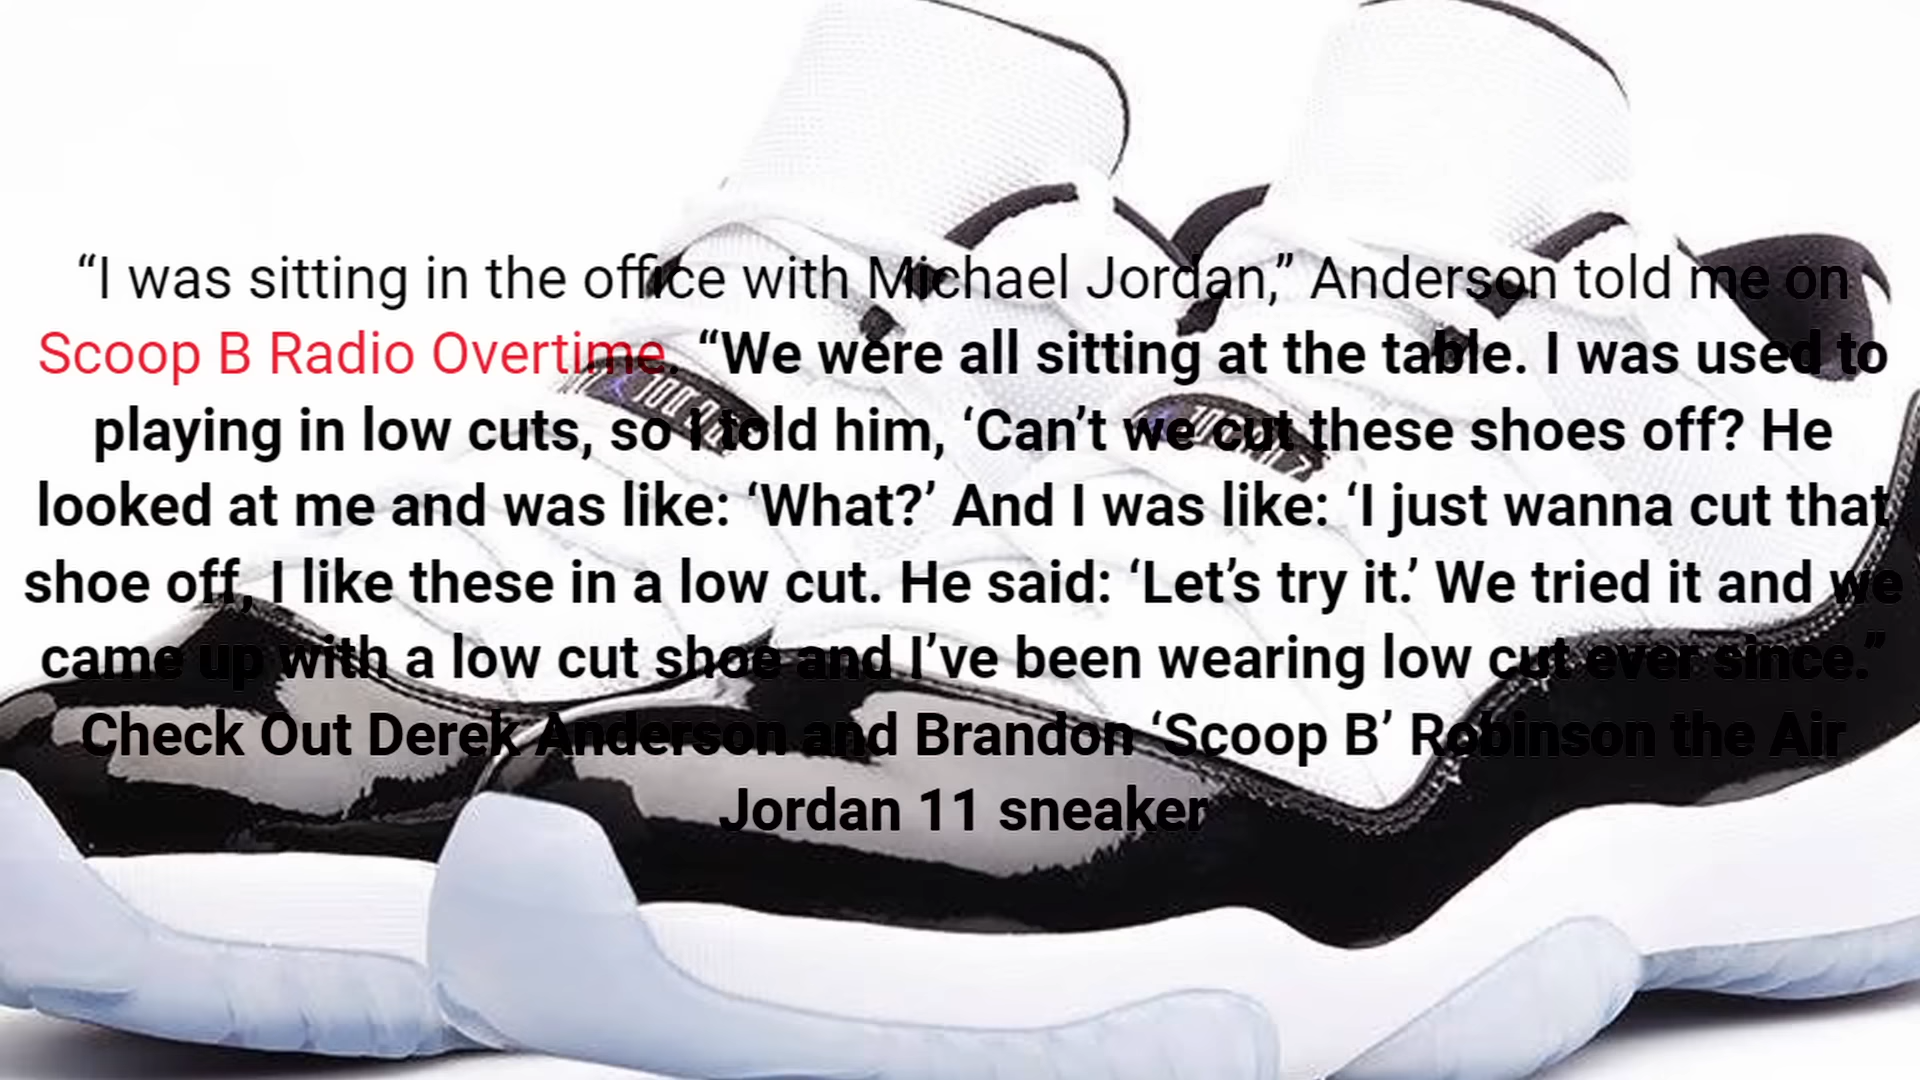 “I was sitting in the office with Michael Jordan,” Anderson told me on
Scoop B Radio Overtime. “We were all sitting at the table. I was used to
playing in low cuts, so I told him, ‘Can’t we cut these shoes off? He
looked at me and was like: ‘What?’ And I was like: ‘I just wanna cut that
shoe off, I like these in a low cut. He said: ‘Let’s try it.’ We tried it and we
came up with a low cut shoe and I’ve been wearing low cut ever since.”
Check Out Derek Anderson and Brandon ‘Scoop B’ Robinson the Air
Jordan 11 sneaker